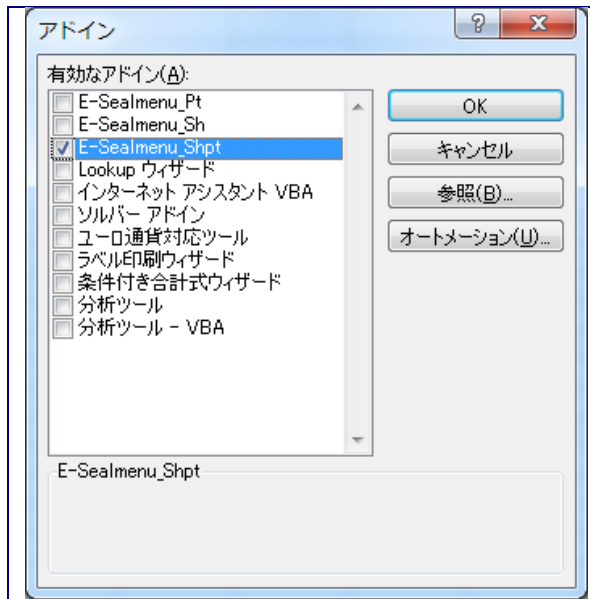 アドイン
有効なアドイン(A):
E-Sealmenu_Pt
E-Sealmenu_Sh
E-Sealmenu_Shpt
Lookup ウィザード
インターネット アシスタント VBA
ソルバー アドイン
ユーロ通貨対応ツール
ラベル印刷ウィザード
条件付き合計式ウィザード
分析ツール
分析ツール - VBA
OK
キャンセル
参照(B)...
オートメーション(U)...
E-Sealmenu_Shpt